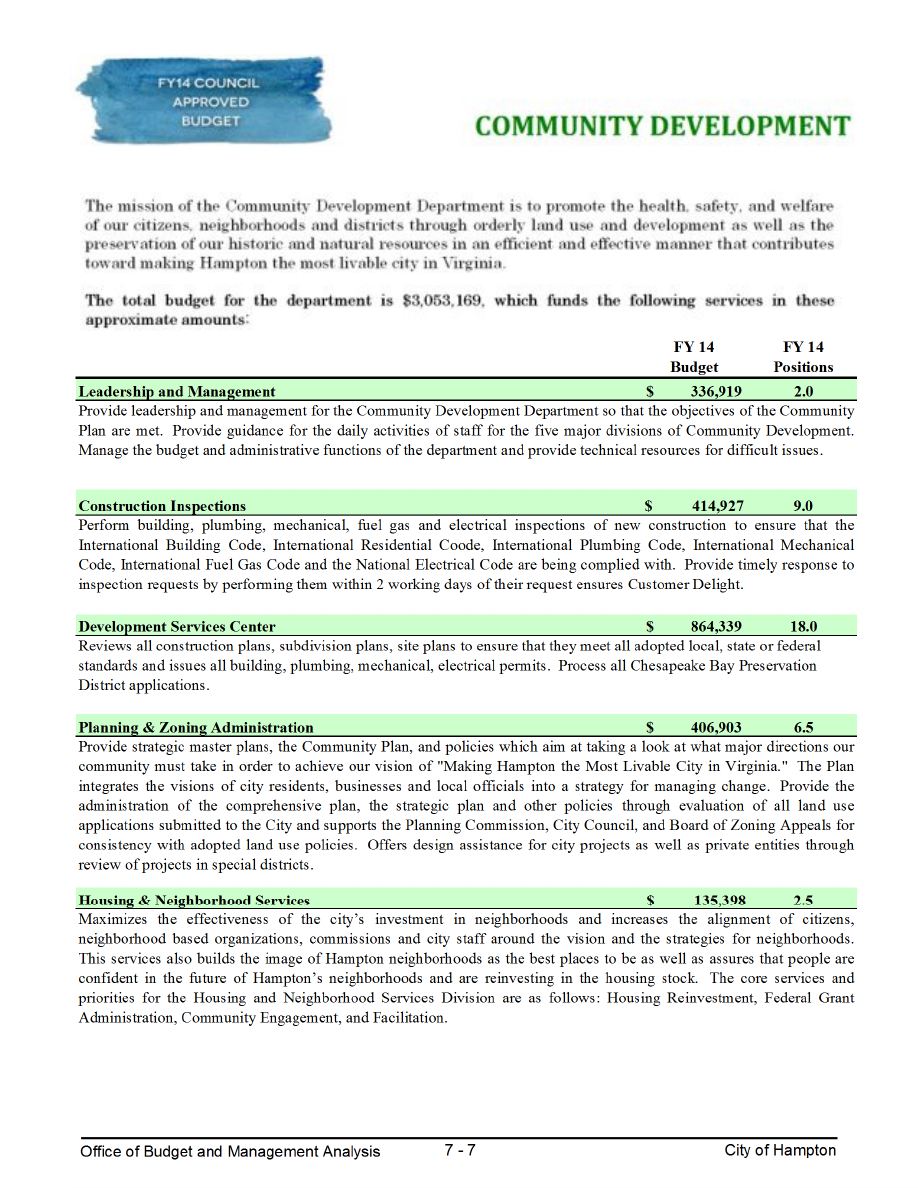 FY14 COUNCIL
APPROVED
BUDGET
COMMUNITY DEVELOPMENT
The mission of the Community Development Department is to promote the health, safety, and welfare
of our citizens, neighborhoods and districts through orderly land use and development as well as the
preservation of our historic and natural resources in an efficient and effective manner that contributes
toward making Hampton the most livable city in Virginia.
The total budget for the department is $3,053,169, which funds the following services in these
approximate amounts:
FY 14 FY 14
Budget Positions
Leadership and Management $ 336,919 2.0
Provide leadership and management for the Community Development Department so that the objectives of the Community
Plan are met. Provide guidance for the daily activities of staff for the five major divisions of Community Development.
Manage the budget and administrative functions of the department and provide technical resources for difficult issues.
Construction Inspections $ 414,927 9.0
Perform building, plumbing, mechanical, fuel gas and electrical inspections of new construction to ensure that the
International Building Code, International Residential Coode, International Plumbing Code, International Mechanical
Code, International Fuel Gas Code and the National Electrical Code are being complied with. Provide timely response to
inspection requests by performing them within 2 working days of their request ensures Customer Delight.
Development Services Center $ 864,339 18.0
Reviews all construction plans, subdivision plans, site plans to ensure that they meet all adopted local, state or federal
standards and issues all building, plumbing, mechanical, electrical permits. Process all Chesapeake Bay Preservation
District applications.
Planning & Zoning Administration $ 406,903 6.5
Provide strategic master plans, the Community Plan, and policies which aim at taking a look at what major directions our
community must take in order to achieve our vision of "Making Hampton the Most Livable City in Virginia." The Plan
integrates the visions of city residents, businesses and local officials into a strategy for managing change. Provide the
administration of the comprehensive plan, the strategic plan and other policies through evaluation of all land use
applications submitted to the City and supports the Planning Commission, City Council, and Board of Zoning Appeals for
consistency with adopted land use policies. Offers design assistance for city projects as well as private entities through
review of projects in special districts.
Housing & Neighborhood Services $ 135,398 2.5
Maximizes the effectiveness of the city’s investment in neighborhoods and increases the alignment of citizens,
neighborhood based organizations, commissions and city staff around the vision and the strategies for neighborhoods.
This services also builds the image of Hampton neighborhoods as the best places to be as well as assures that people are
confident in the future of Hampton’s neighborhoods and are reinvesting in the housing stock. The core services and
priorities for the Housing and Neighborhood Services Division are as follows: Housing Reinvestment, Federal Grant
Administration, Community Engagement, and Facilitation.
Office of Budget and Management Analysis 7 - 7 City of Hampton